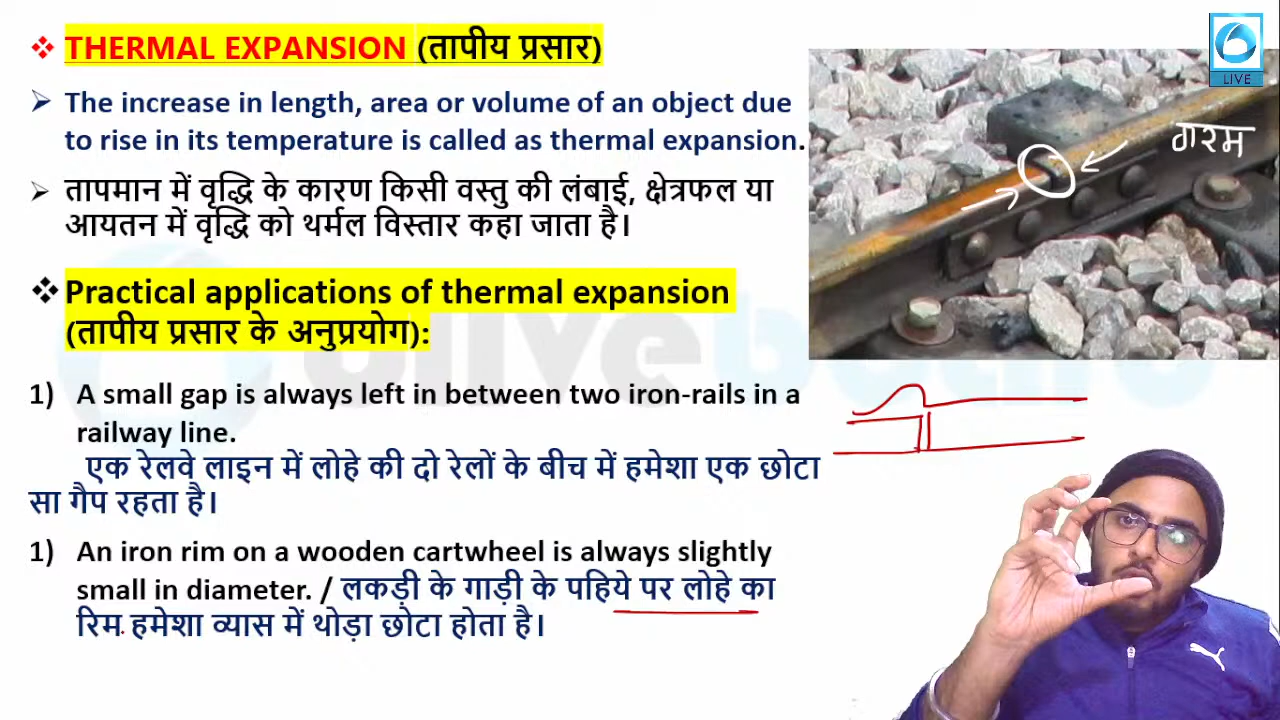 THERMAL EXPANSION (तापीय प्रसार)
The increase in length, area or volume of an object due
to rise in its temperature is called as thermal expansion.
तापमान में वृद्धि के कारण किसी वस्तु की लंबाई, क्षेत्रफल या
आयतन में वृद्धि को थर्मल विस्तार कहा जाता है।
Practical applications of thermal expansion
(तापीय प्रसार के अनुप्रयोग):
1) A small gap is always left in between two iron-rails in a
railway line.
एक रेलवे लाइन में लोहे की दो रेलों के बीच में हमेशा एक छोटा
सा गैप रहता है।
1) An iron rim on a wooden cartwheel is always slightly
small in diameter. / लकड़ी के गाड़ी के पहिये पर लोहे का
रिम हमेशा व्यास में थोड़ा छोटा होता है।
गरम
LIVE